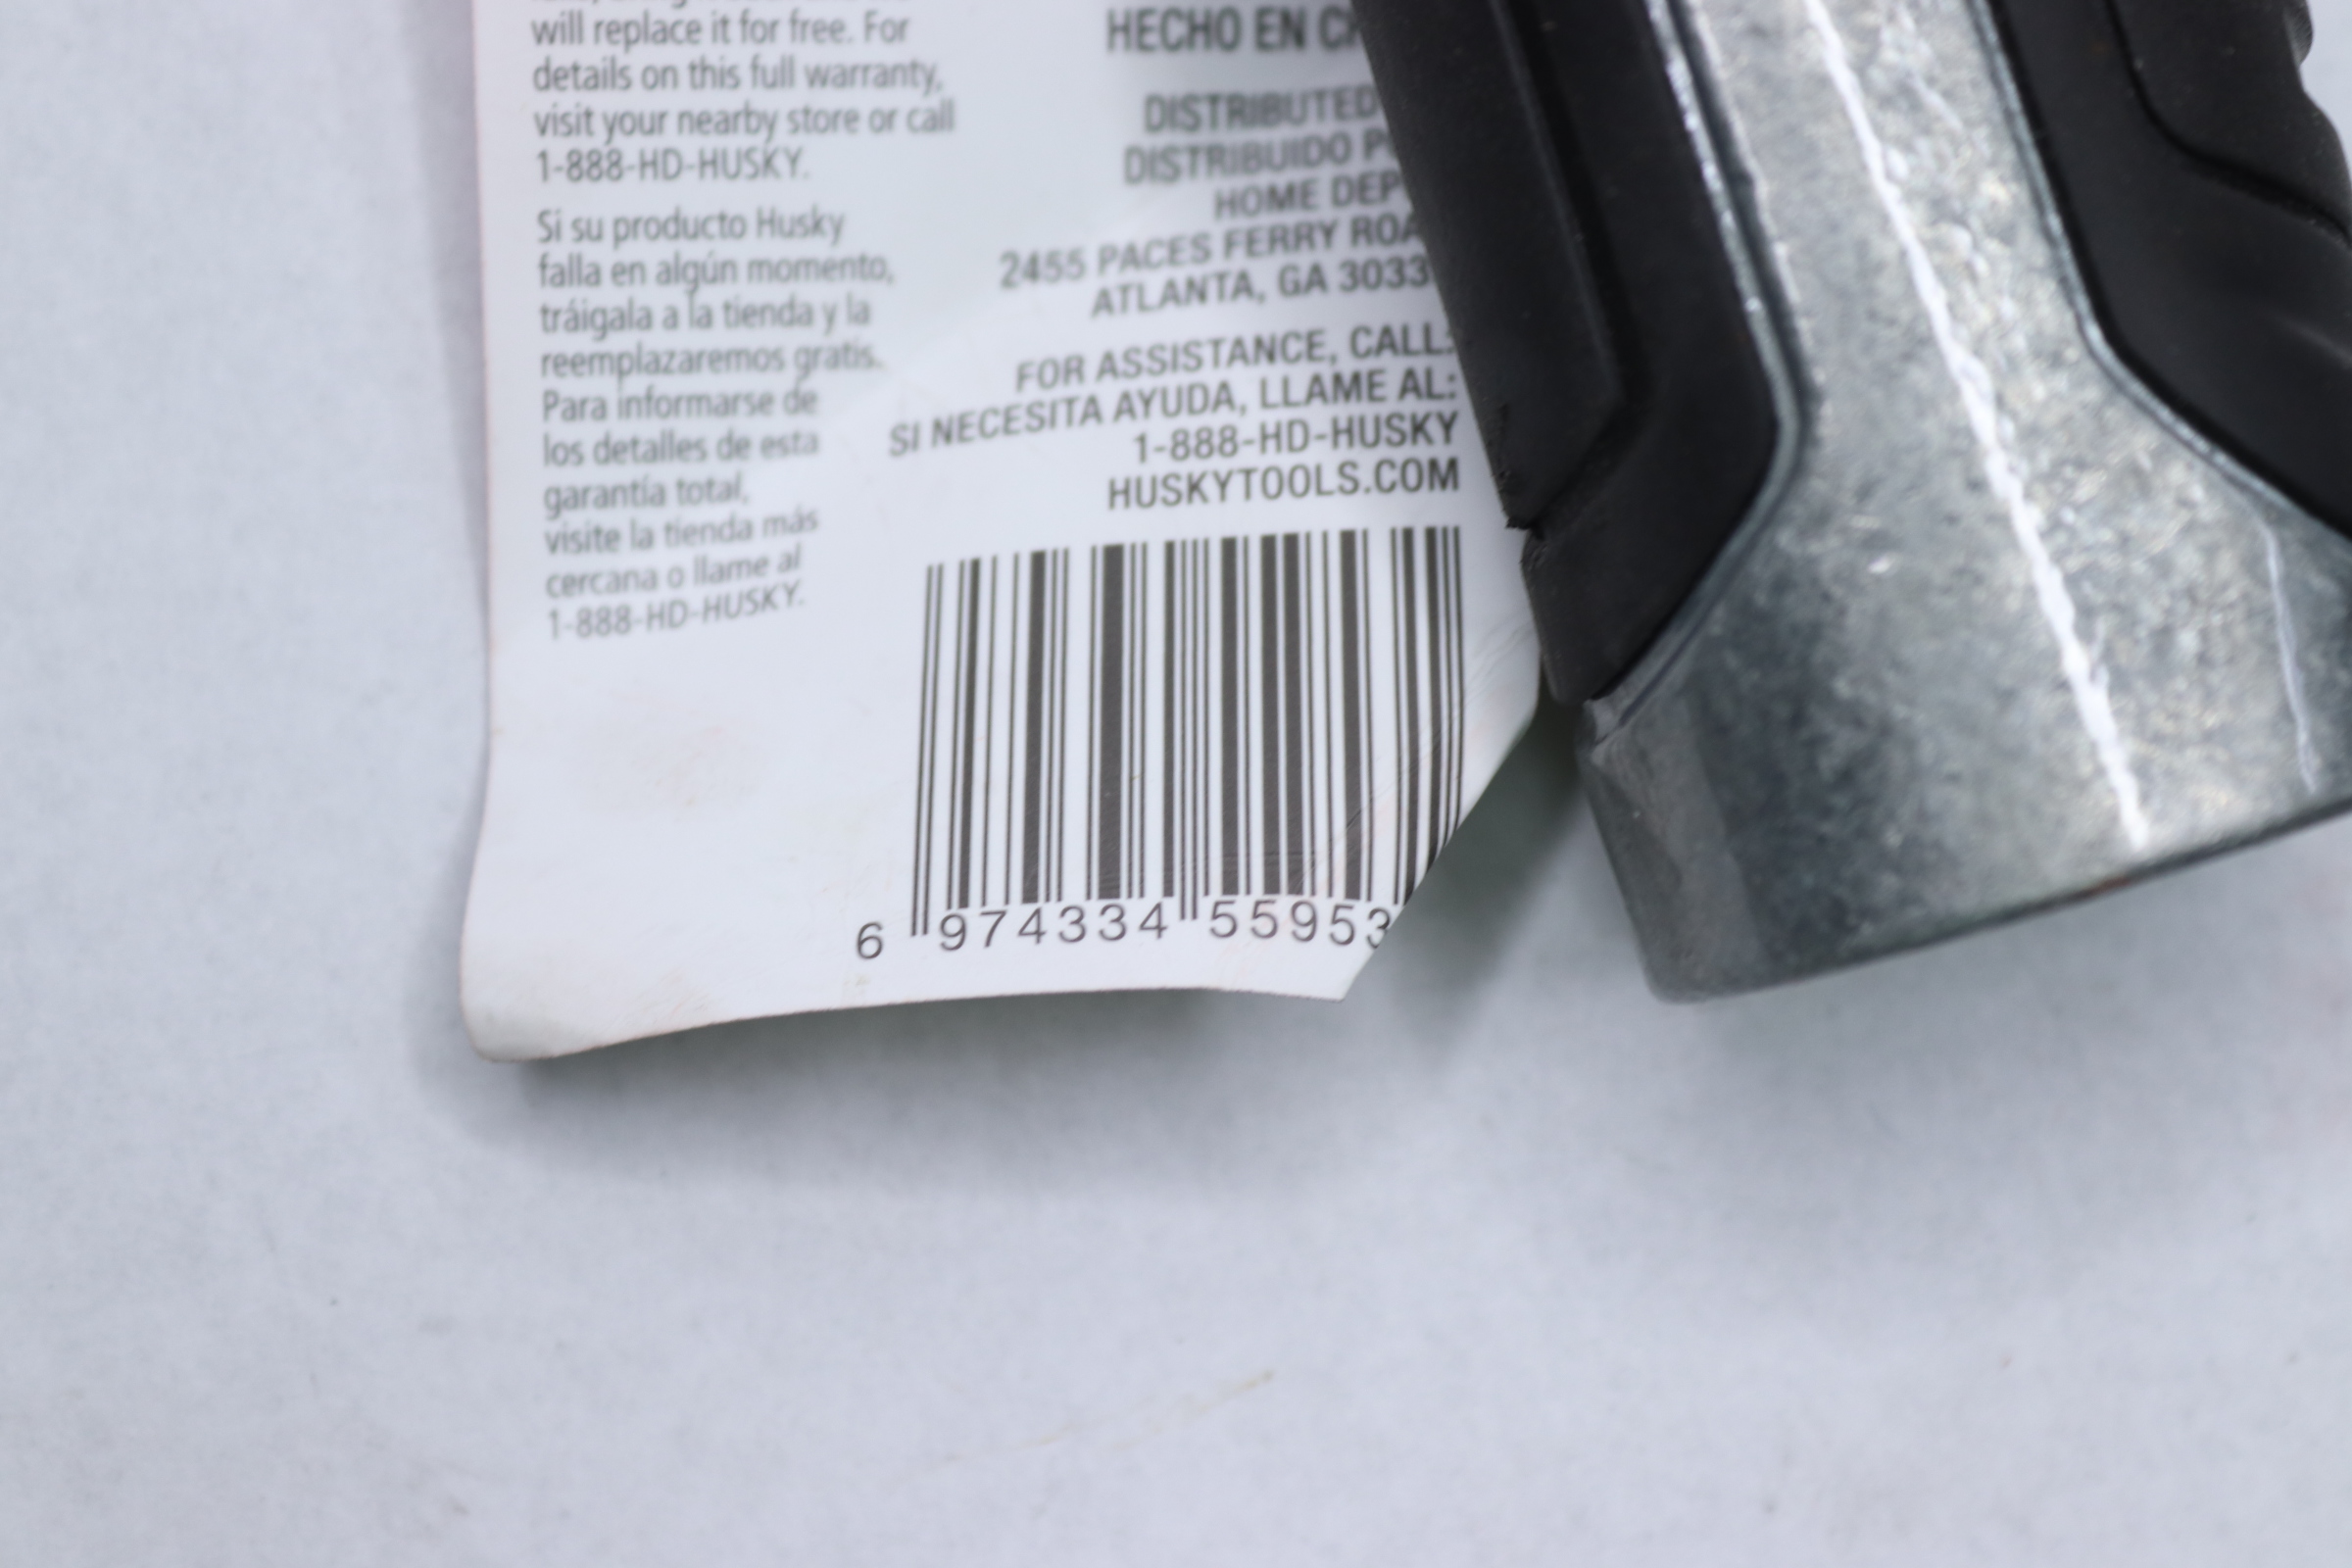 will replace it for free. For
details on this full warranty,
visit your nearby store or call
1-888-HD-HUSKY.
Si su producto Husky
falla en algún momento,
tráigala a la tienda y la
reemplazaremos gratis.
Para informarse de
los detalles de esta
garantía total,
visite la tienda más
cercana o llame al
1-888-HD-HUSKY.
HECHO EN
DISTRIBUTED
DISTRIBUIDO
HOME
2455 PACES FERRY
ATLANTA, GA
FOR ASSISTANCE, CALL:
SI NECESITA AYUDA, LLAME AL:
1-888-HD-HUSKY
HUSKYTOOLS.COM
6 974334 55953